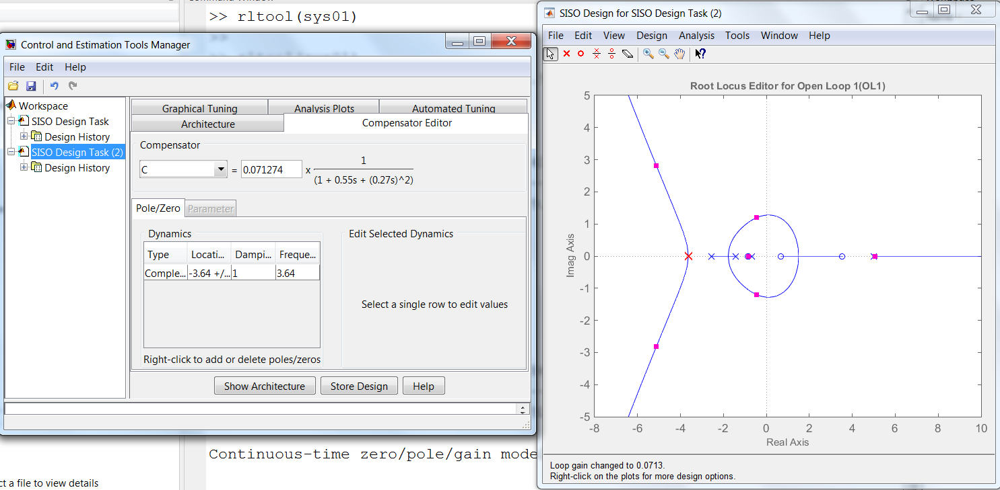 >> rltool(sys01)
Control and Estimation Tools Manager
File Edit Help
Workspace
SISO Design Task
Design History
SISO Design Task (2)
Design History
Graphical Tuning Analysis Plots Automated Tuning
Architecture Compensator Editor
Compensator
C = 0.071274 x 1
(1 + 0.55s + (0.27s)^2)
Pole/Zero Parameter
Dynamics
Type Locati... Dampi... Freque...
Comple... -3.64 +/... 1 3.64
Right-click to add or delete poles/zeros
Edit Selected Dynamics
Select a single row to edit values
Show Architecture Store Design Help
Continuous-time zero/pole/gain mode
ct a file to view details
SISO Design for SISO Design Task (2)
File Edit View Design Analysis Tools Window Help
Root Locus Editor for Open Loop 1(OL1)
5
4
3
2
1
0
-1
-2
-3
-4
-5
Imag Axis
-8 -6 -4 -2 0 2 4 6 8 10
Real Axis
Loop gain changed to 0.0713.
Right-click on the plots for more design options.